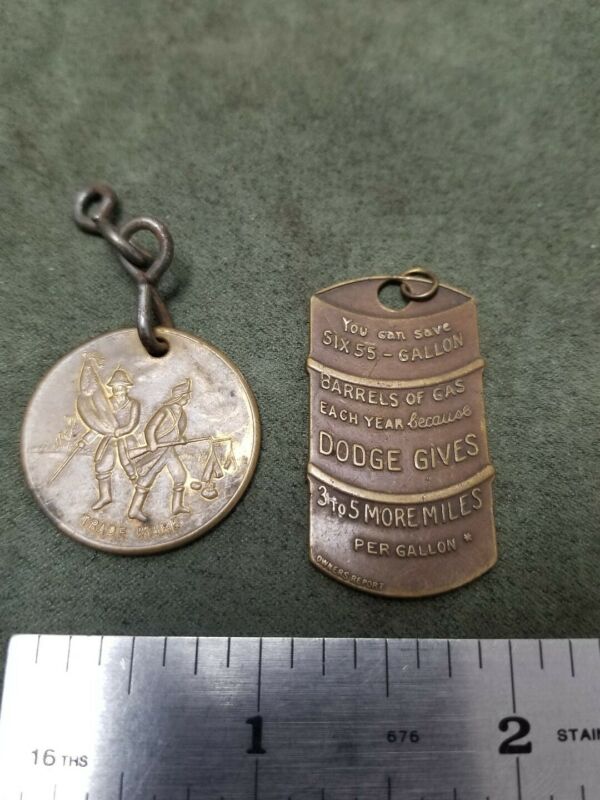 TRADE MARK
You can save
SIX 55 - GALLON
BARRELS OF GAS
EACH YEAR because
DODGE GIVES
3 to 5 MORE MILES
PER GALLON *
OWNERS REPORT
1
676
2
STAIN
16 THS